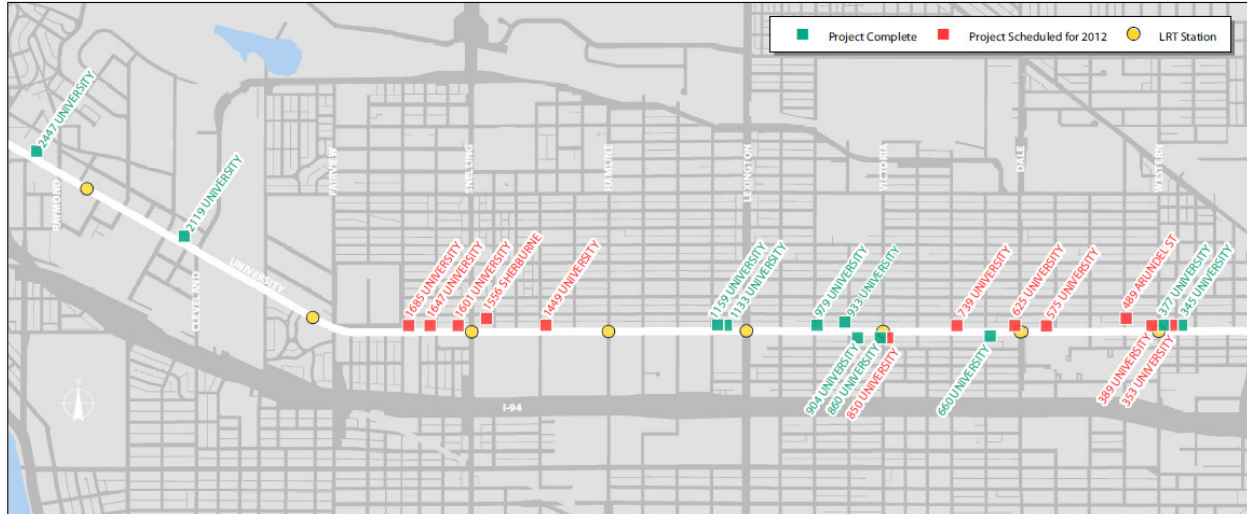 Project Complete
Project Scheduled for 2012
LRT Station
2447 UNIVERSITY
RAYMOND
2119 UNIVERSITY
CLEVELAND
UNIVERSITY
FAIRVIEW
SNELLING
HAMLINE
LEXINGTON
VICTORIA
DALE
WESTERN
1685 UNIVERSITY
1647 UNIVERSITY
1601 UNIVERSITY
1556 SHERBURNE
1449 UNIVERSITY
1159 UNIVERSITY
1133 UNIVERSITY
979 UNIVERSITY
933 UNIVERSITY
739 UNIVERSITY
625 UNIVERSITY
575 UNIVERSITY
489 ARUNDEL ST
377 UNIVERSITY
345 UNIVERSITY
904 UNIVERSITY
860 UNIVERSITY
850 UNIVERSITY
660 UNIVERSITY
389 UNIVERSITY
353 UNIVERSITY
N
I-94